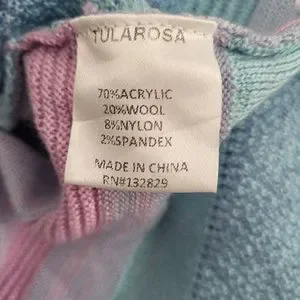 TULAROSA
70%ACRYLIC
20%WOOL
8%NYLON
2%SPANDEX
MADE IN CHINA
RN#132829